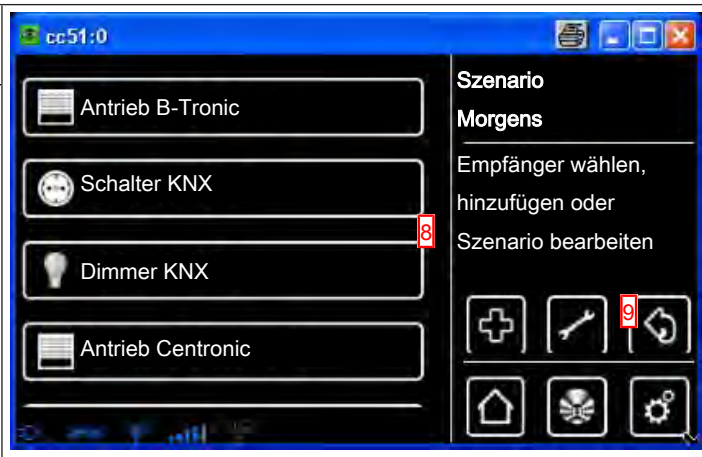 cc51:0
Antrieb B-Tronic
Schalter KNX
8
Dimmer KNX
Antrieb Centronic
Szenario
Morgens
Empfänger wählen,
hinzufügen oder
Szenario bearbeiten
9